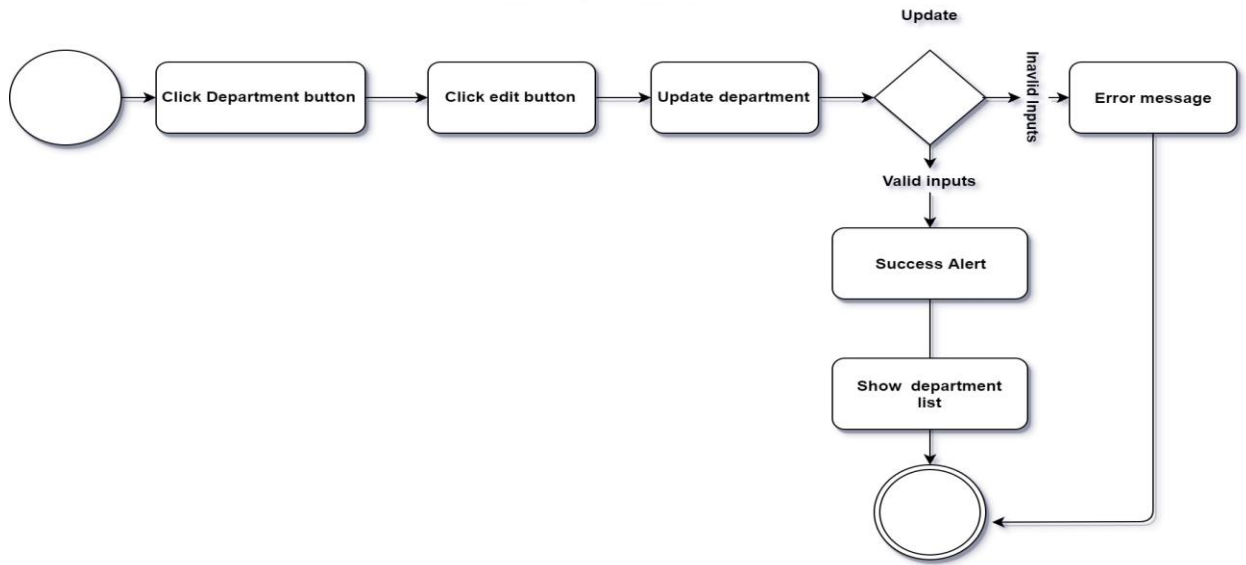 Update
Click Department button
Click edit button
Update department
Inavlid Inputs
Error message
Valid inputs
Success Alert
Show department
list